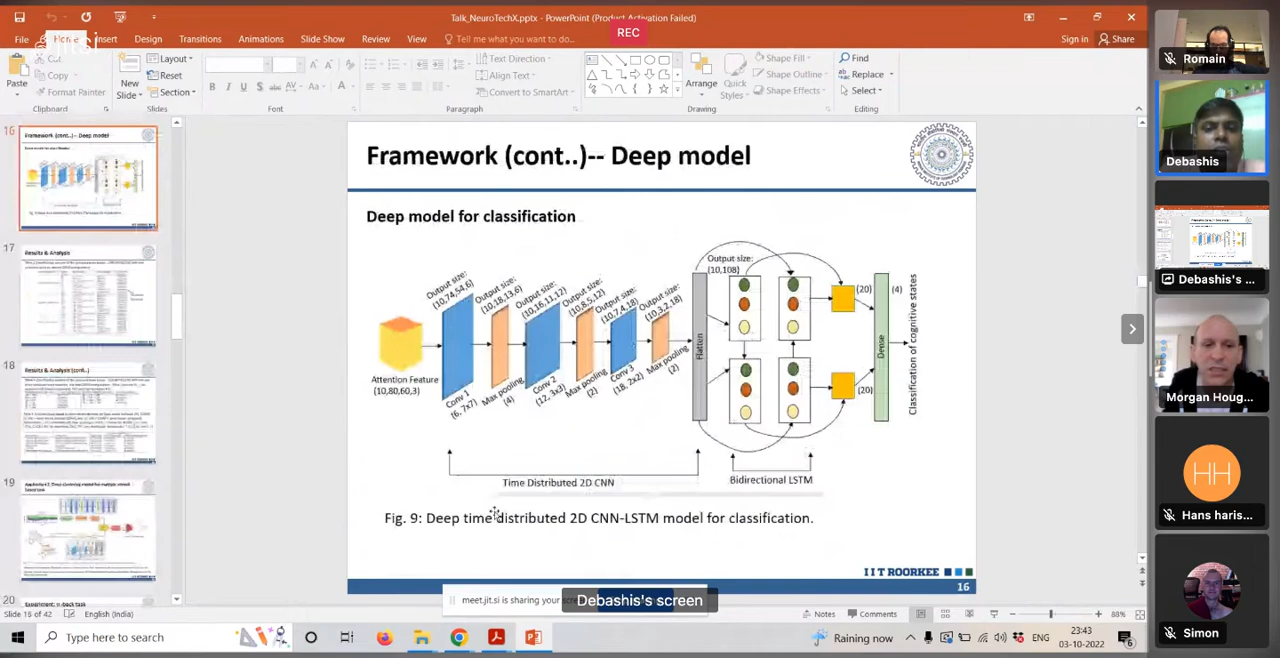 Talk_NeuroTechX.pptx - PowerPoint (Product Activation Failed)
REC
jitsi
File
Home
Insert
Design
Transitions
Animations
Slide Show
Review
View
Tell me what you want to do...
Sign in
Share
Paste
Cut
Copy
Format Painter
Clipboard
New
Slide
Layout
Reset
Section
Slides
Font
Text Direction
Align Text
Convert to SmartArt
Paragraph
Arrange
Quick
Styles
Shape Fill
Shape Outline
Shape Effects
Drawing
Find
Replace
Select
Editing
16
Framework (cont..)-- Deep model
17
Results & Analysis
18
Results & Analysis (cont..)
19
20
Experiment: n-back task
Framework (cont..)-- Deep model
Deep model for classification
Output size:
(10,74,54,6)
Output size:
(10,18,13,6)
Output size:
(10,16,11,12)
Output size:
(10,8,5,12)
Output size:
(10,7,4,18)
Output size:
(10,3,2,18)
Output size:
(10,108)
Attention Feature
(10,80,60,3)
Conv 1
(6, 7x7)
Max pooling
(4)
Conv 2
(12, 3x3)
Max pooling
(2)
Conv 3
(18, 2x2)
Max pooling
(2)
Flatten
(20)
(20)
Dense
(4)
Classification of cognitive states
Time Distributed 2D CNN
Bidirectional LSTM
Fig. 9: Deep time distributed 2D CNN-LSTM model for classification.
IIT ROORKEE
16
meet.jit.si is sharing your
Debashis's screen
English (India)
Notes
Comments
88%
Type here to search
Raining now
ENG
23:43
03-10-2022
6
Romain
Debashis
Debashis's ...
Morgan Houg...
Hans haris...
HH
Simon